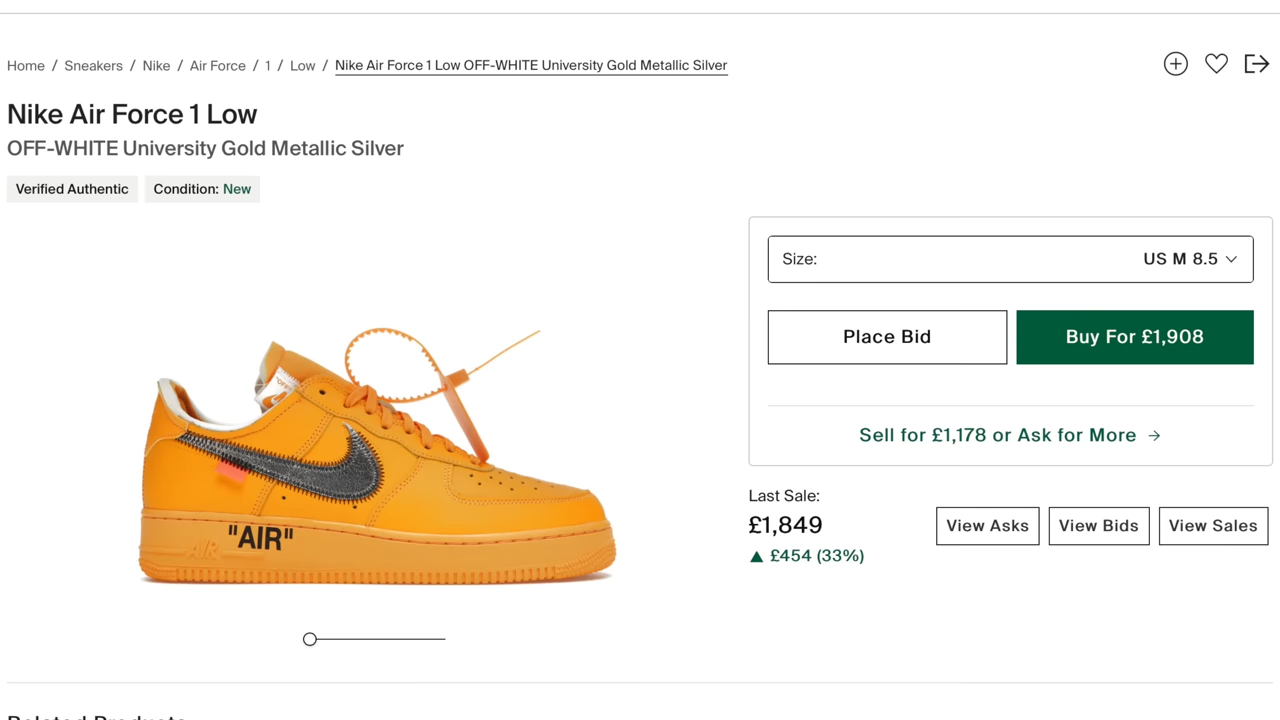 Home / Sneakers / Nike / Air Force / 1 / Low / Nike Air Force 1 Low OFF-WHITE University Gold Metallic Silver
Nike Air Force 1 Low
OFF-WHITE University Gold Metallic Silver
Verified Authentic
Condition: New
Size: US M 8.5
Place Bid
Buy For £1,908
Sell for £1,178 or Ask for More →
Last Sale:
£1,849
▲ £454 (33%)
View Asks
View Bids
View Sales
"AIR"
AIR
Related Products